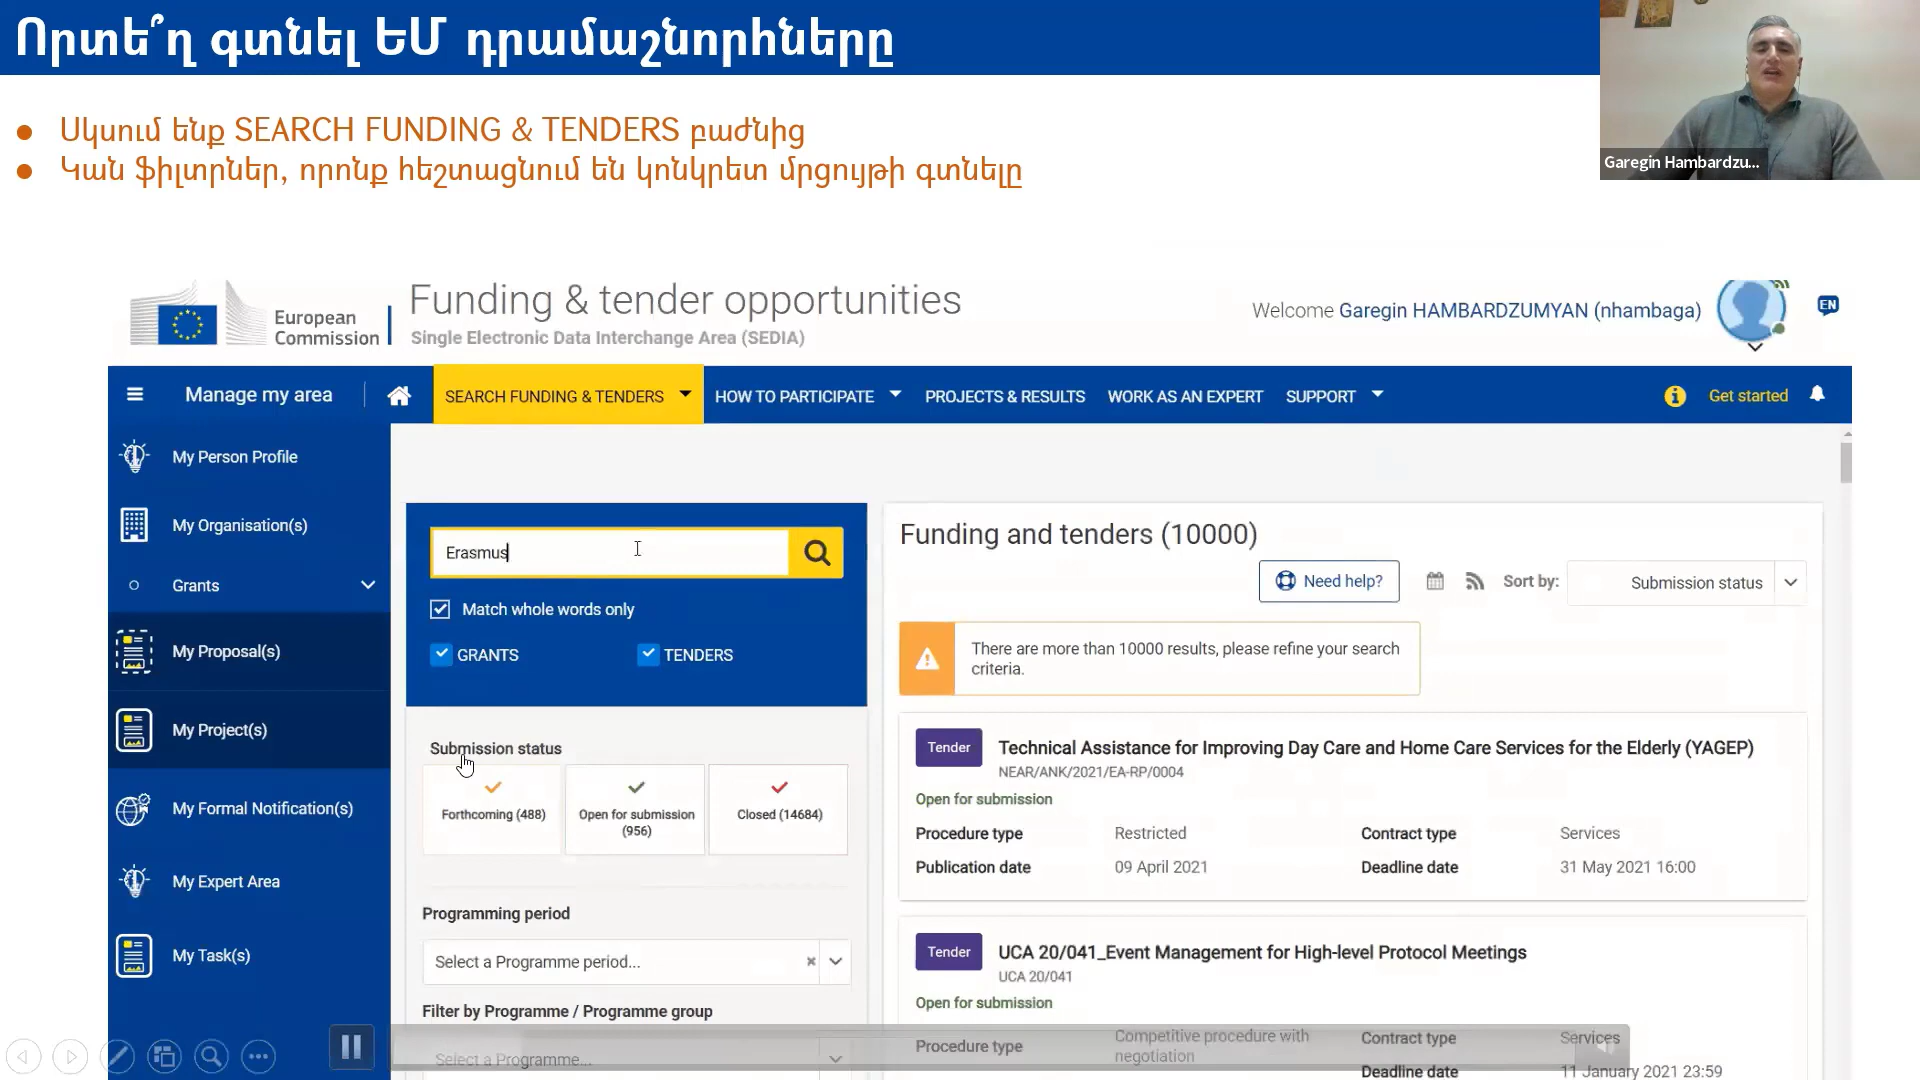 Որտե՞ղ գտնել ԵՄ դրամաշնորհները
Garegin Hambardzu...
● Սկսում ենք SEARCH FUNDING & TENDERS բաժնից
● Կան ֆիլտրներ, որոնք հեշտացնում են կոնկրետ մրցույթի գտնելը
European
Commission
Funding & tender opportunities
Single Electronic Data Interchange Area (SEDIA)
Welcome Garegin HAMBARDZUMYAN (nhambaga)
EN
Manage my area
SEARCH FUNDING & TENDERS
HOW TO PARTICIPATE
PROJECTS & RESULTS
WORK AS AN EXPERT
SUPPORT
Get started
My Person Profile
My Organisation(s)
Grants
My Proposal(s)
My Project(s)
My Formal Notification(s)
My Expert Area
My Task(s)
Erasmus
Match whole words only
GRANTS
TENDERS
Submission status
Forthcoming (488)
Open for submission
(956)
Closed (14684)
Programming period
Select a Programme period...
Filter by Programme / Programme group
Select a Programme...
Funding and tenders (10000)
Need help?
Sort by:
Submission status
There are more than 10000 results, please refine your search
criteria.
Tender
Technical Assistance for Improving Day Care and Home Care Services for the Elderly (YAGEP)
NEAR/ANK/2021/EA-RP/0004
Open for submission
Procedure type Restricted Contract type Services
Publication date 09 April 2021 Deadline date 31 May 2021 16:00
Tender
UCA 20/041_Event Management for High-level Protocol Meetings
UCA 20/041
Open for submission
Procedure type Competitive procedure with
negotiation
Contract type Services
Deadline date 11 January 2021 23:59